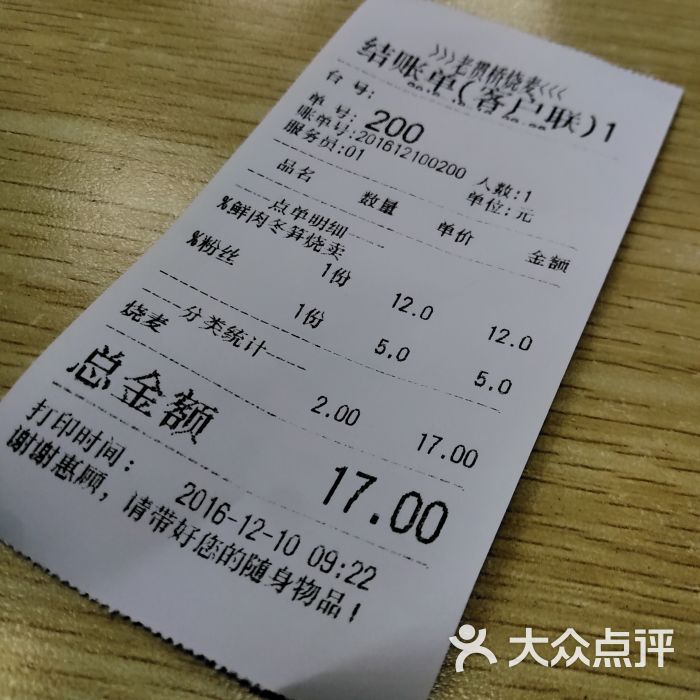 >>>老贾桥烧麦<<<
结账单(客户联)1
台号:
单号: 200 人数:1
账单号:201612100200 单位:元
服务员:01
品名 数量 单价 金额
点单明细
%鲜肉冬笋烧卖
1份 12.0 12.0
%粉丝
1份 5.0 5.0
分类统计
烧麦 2.00 17.00
总金额 17.00
打印时间: 2016-12-10 09:22
谢谢惠顾，请带好您的随身物品！
大众点评